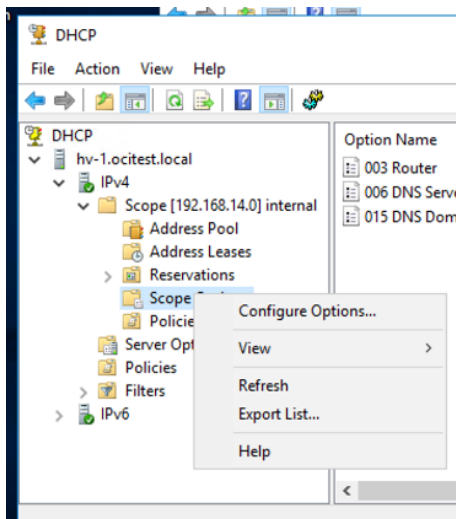 DHCP
File Action View Help
DHCP
hv-1.ocitest.local
IPv4
Scope [192.168.14.0] internal
Address Pool
Address Leases
Reservations
Scope
Policie
Server Opt
Policies
Filters
IPv6
Option Name
003 Router
006 DNS Serve
015 DNS Dom
Configure Options...
View
Refresh
Export List...
Help